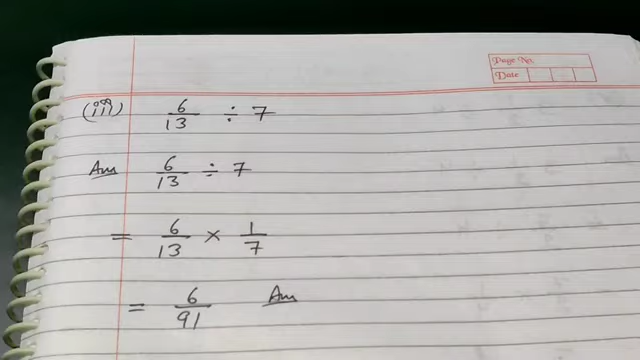 Page No.
Date
(iii) 6/13 ÷ 7
Ans 6/13 ÷ 7
= 6/13 × 1/7
= 6/91 Ans